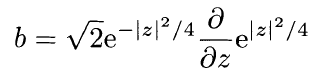 b = √2e^{-|z|²/4} ∂/∂z e^{|z|²/4}